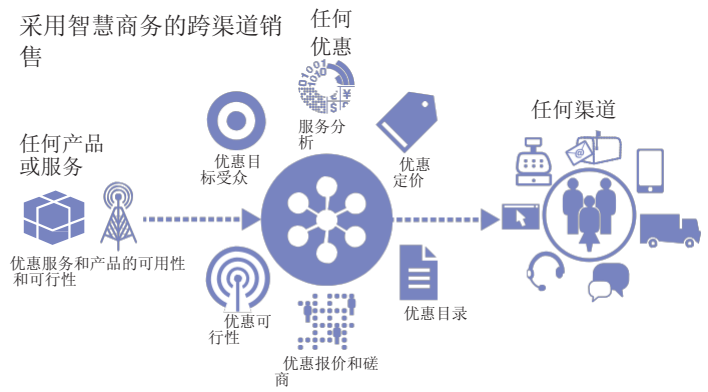 采用智慧商务的跨渠道销
售
任何
优惠
服务分
析
优惠目
标受众
优惠
定价
任何产品
或服务
优惠服务和产品的可用性
和可行性
优惠可
行性
优惠报价和磋
商
优惠目录
任何渠道